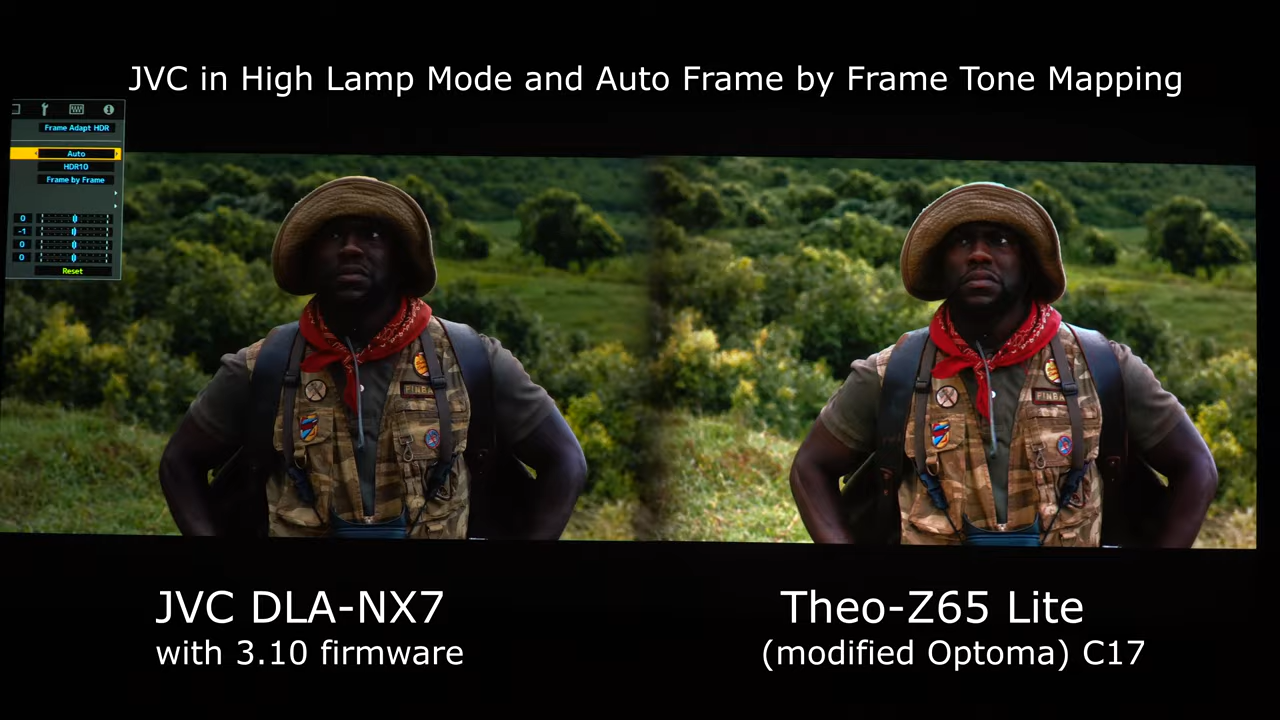 JVC in High Lamp Mode and Auto Frame by Frame Tone Mapping
Frame Adapt HDR
Auto
HDR10
Frame by Frame
0
-1
0
0
Reset
JVC DLA-NX7
with 3.10 firmware
Theo-Z65 Lite
(modified Optoma) C17